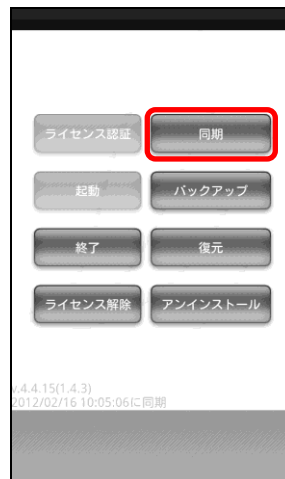 ライセンス認証
同期
起動
バックアップ
終了
復元
ライセンス解除
アンインストール
v.4.4.15(1.4.3)
2012/02/16 10:05:06に同期